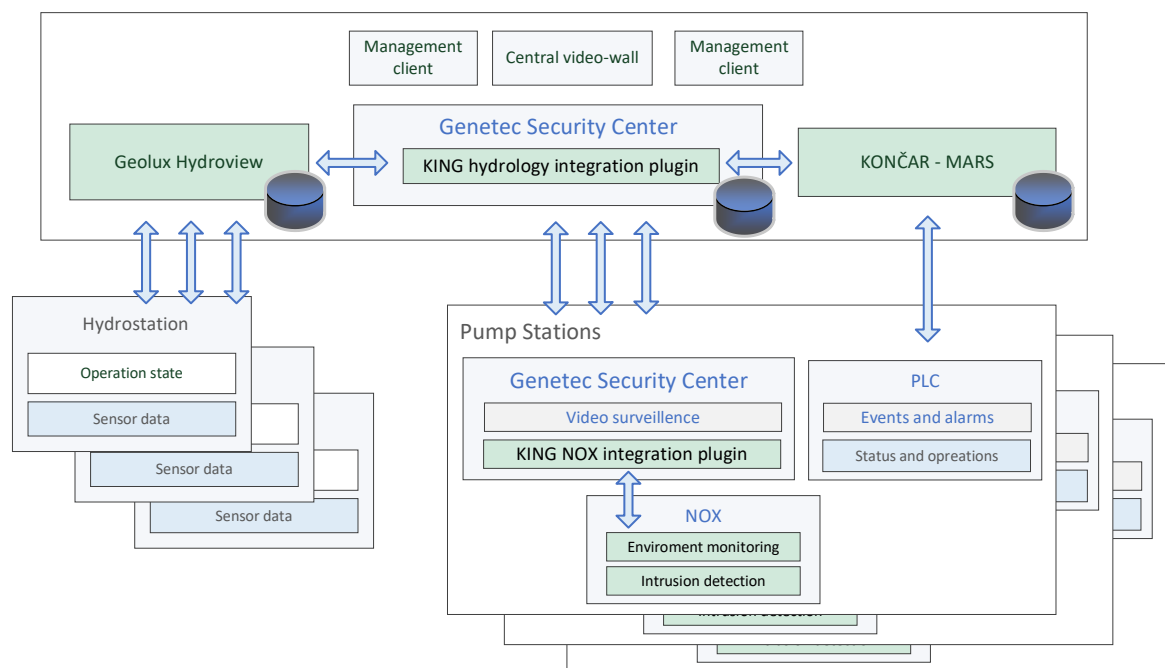 Management
client
Central video-wall
Management
client
Genetec Security Center
Geolux Hydroview
KING hydrology integration plugin
KONČAR - MARS
Hydrostation
Operation state
Sensor data
Sensor data
Sensor data
Pump Stations
Genetec Security Center
Video surveillence
KING NOX integration plugin
PLC
Events and alarms
Status and opreations
NOX
Enviroment monitoring
Intrusion detection
Intrusion detection